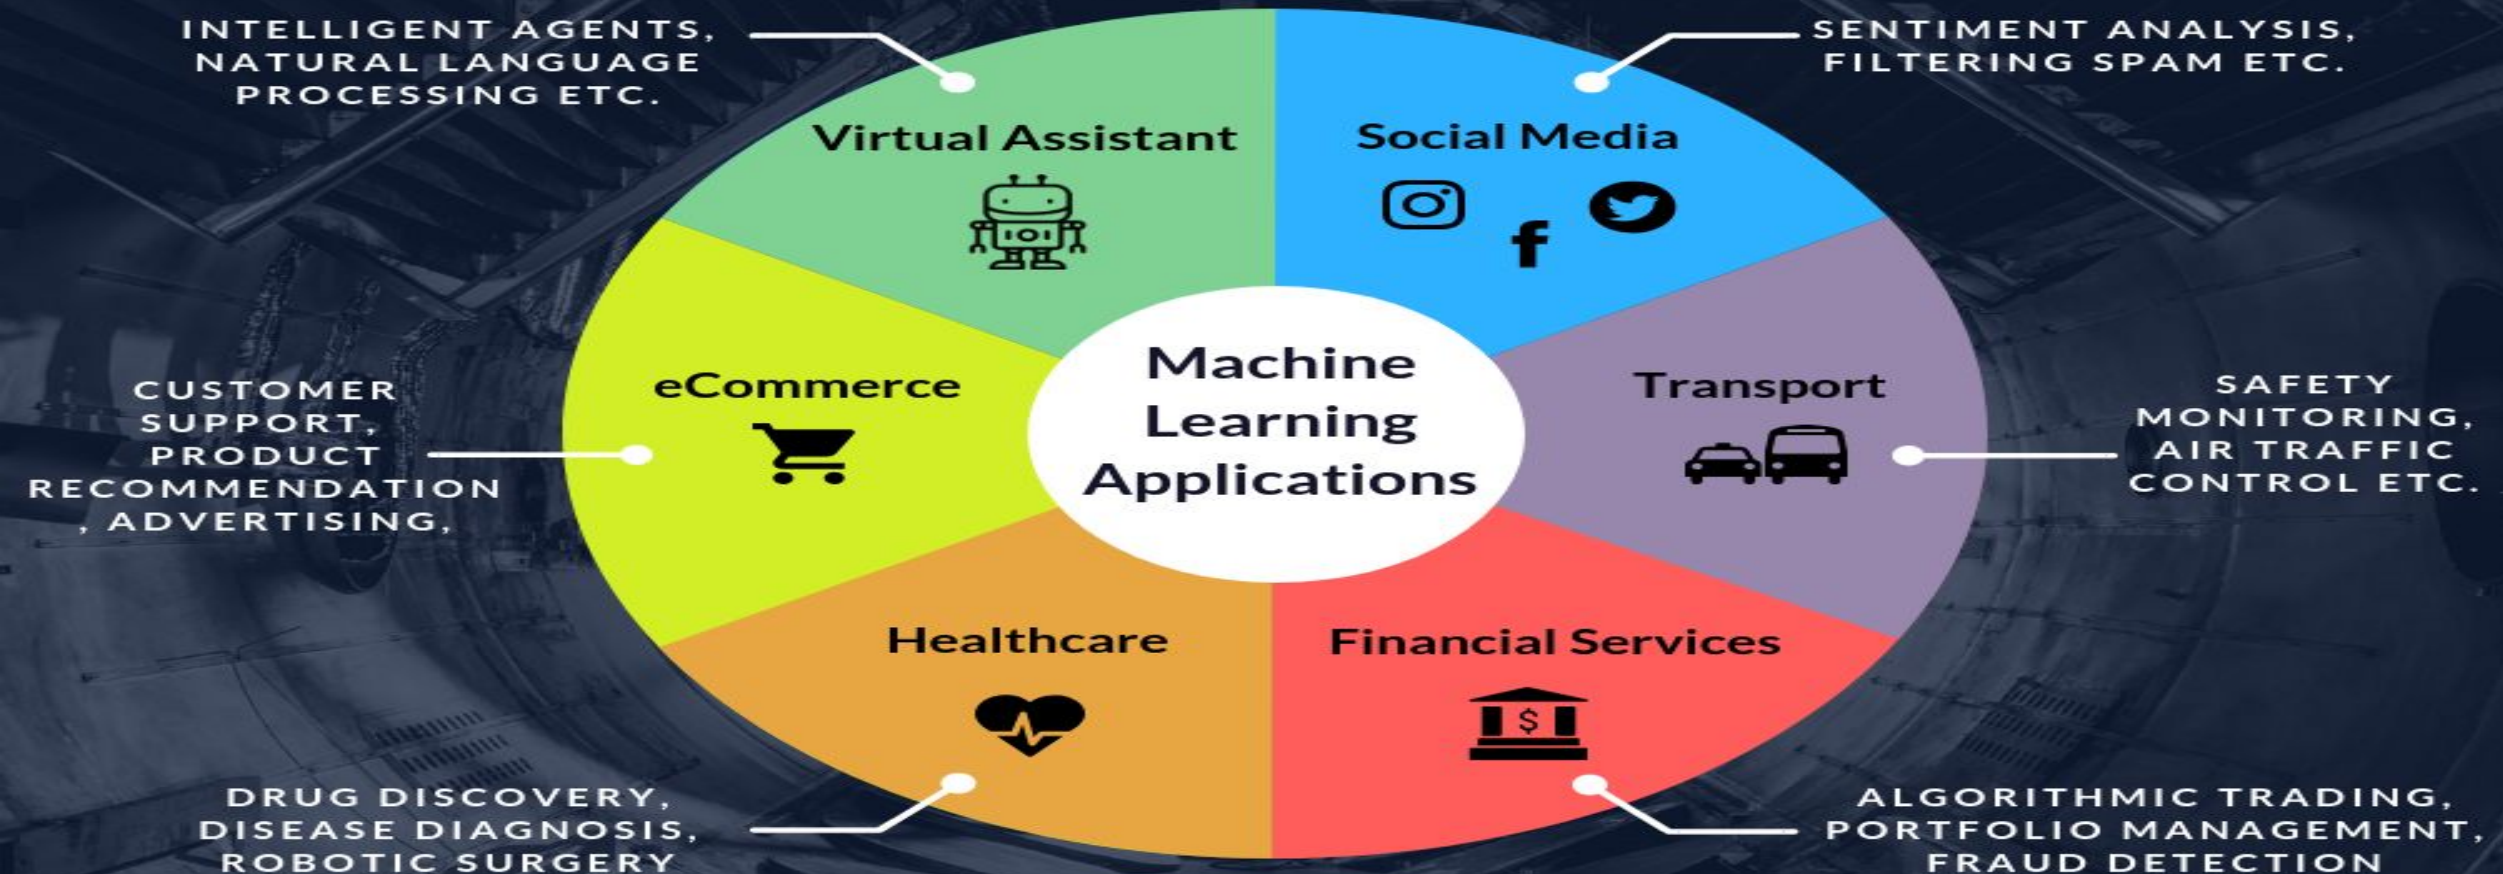 INTELLIGENT AGENTS,
NATURAL LANGUAGE
PROCESSING ETC.
SENTIMENT ANALYSIS,
FILTERING SPAM ETC.
Virtual Assistant
Social Media
eCommerce
CUSTOMER
SUPPORT,
PRODUCT
RECOMMENDATION
, ADVERTISING,
Machine
Learning
Applications
Transport
SAFETY
MONITORING,
AIR TRAFFIC
CONTROL ETC.
Healthcare
Financial Services
$
DRUG DISCOVERY,
DISEASE DIAGNOSIS,
ROBOTIC SURGERY
ALGORITHMIC TRADING,
PORTFOLIO MANAGEMENT,
FRAUD DETECTION